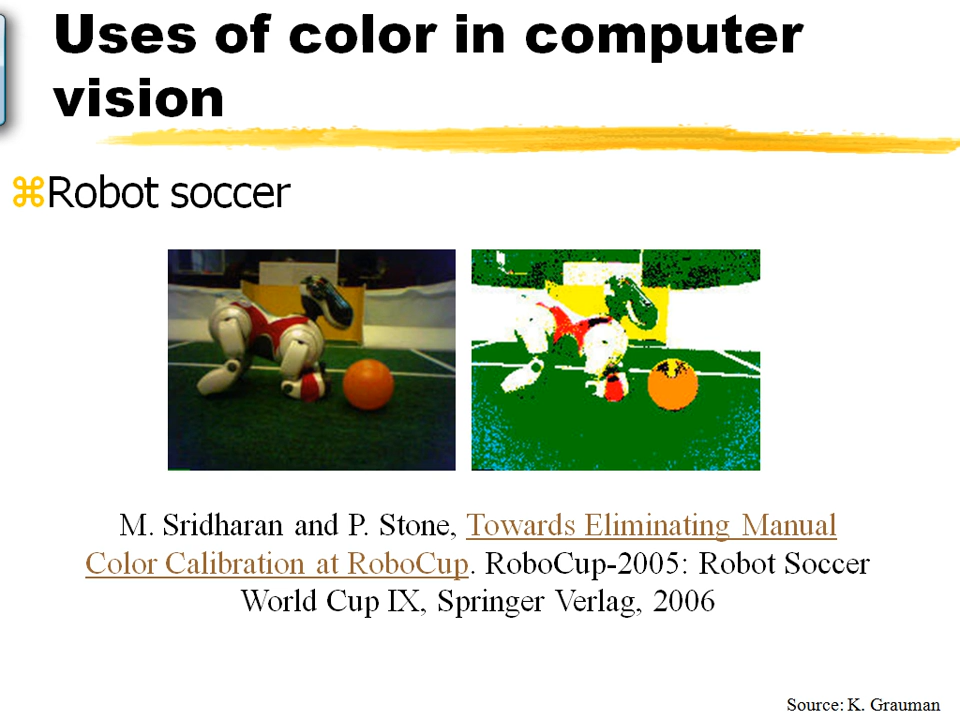 Uses of color in computer
vision
Robot soccer
M. Sridharan and P. Stone, Towards Eliminating Manual
Color Calibration at RoboCup. RoboCup-2005: Robot Soccer
World Cup IX, Springer Verlag, 2006
Source: K. Grauman